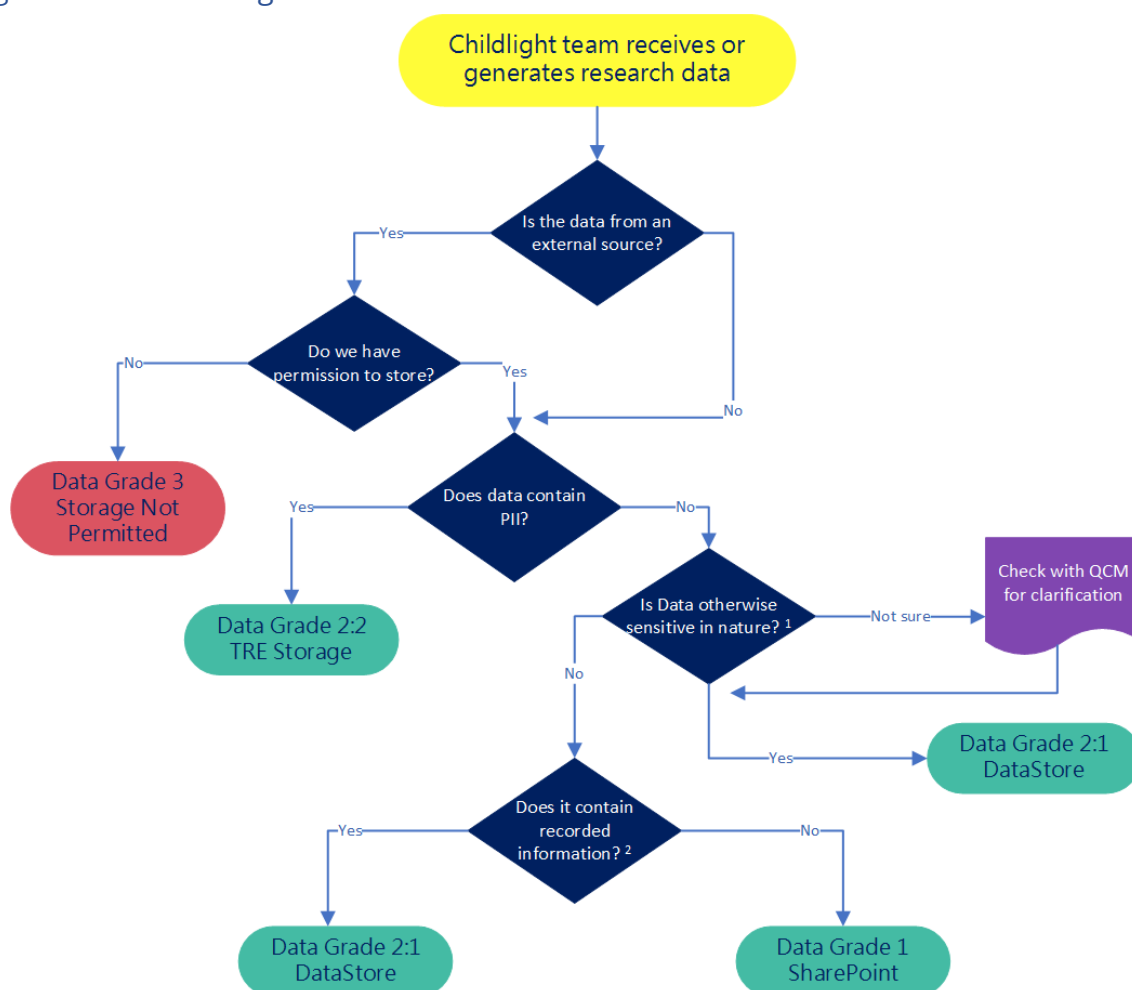 Childlight team receives or
generates research data
Is the data from an
external source?
Yes
Do we have
permission to store?
No
Yes
No
Data Grade 3
Storage Not
Permitted
Does data contain
PII?
Yes
No
Check with QCM
for clarification
Is Data otherwise
sensitive in nature? 1
Not sure
Data Grade 2:2
TRE Storage
No
Yes
Data Grade 2:1
DataStore
Does it contain
recorded
information? 2
Yes
No
Data Grade 2:1
DataStore
Data Grade 1
SharePoint